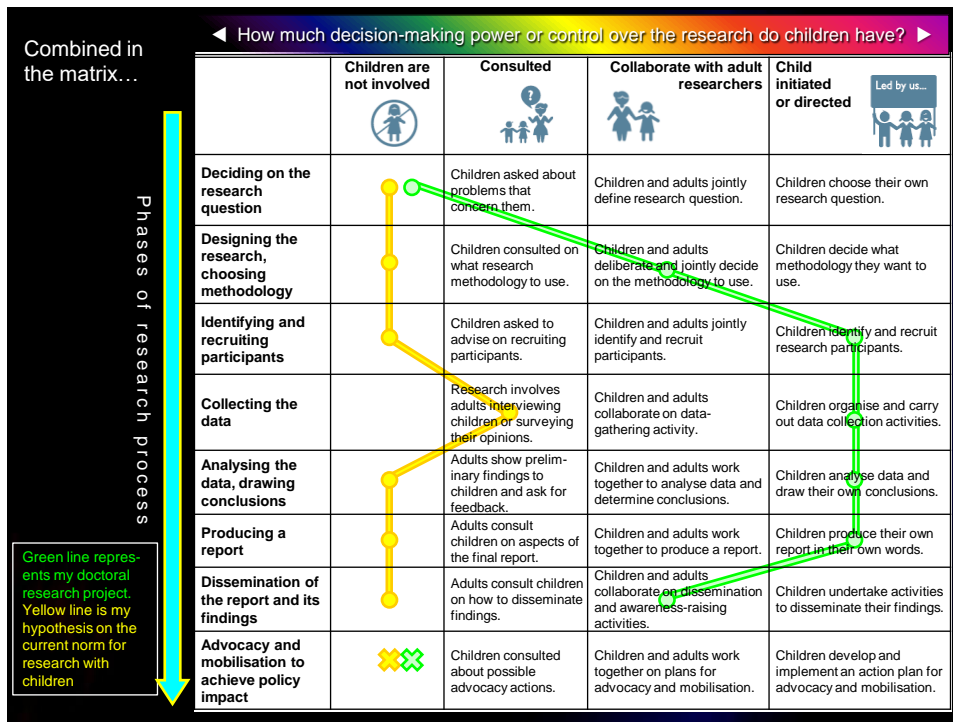 Combined in
the matrix…
◄ How much decision-making power or control over the research do children have? ►
Children are
not involved
Consulted
?
Collaborate with adult
researchers
Child
initiated
or directed
Led by us...
Phases of research process
Deciding on the
research
question
Children asked about
problems that
concern them.
Children and adults jointly
define research question.
Children choose their own
research question.
Designing the
research,
choosing
methodology
Children consulted on
what research
methodology to use.
Children and adults
deliberate and jointly decide
on the methodology to use.
Children decide what
methodology they want to
use.
Identifying and
recruiting
participants
Children asked to
advise on recruiting
participants.
Children and adults jointly
identify and recruit
participants.
Children identify and recruit
research participants.
Collecting the
data
Research involves
adults interviewing
children or surveying
their opinions.
Children and adults
collaborate on data-
gathering activity.
Children organise and carry
out data collection activities.
Analysing the
data, drawing
conclusions
Adults show prelim-
inary findings to
children and ask for
feedback.
Children and adults work
together to analyse data and
determine conclusions.
Children analyse data and
draw their own conclusions.
Producing a
report
Adults consult
children on aspects of
the final report.
Children and adults work
together to produce a report.
Children produce their own
report in their own words.
Dissemination of
the report and its
findings
Adults consult children
on how to disseminate
findings.
Children and adults
collaborate on dissemination
and awareness-raising
activities.
Children undertake activities
to disseminate their findings.
Advocacy and
mobilisation to
achieve policy
impact
Children consulted
about possible
advocacy actions.
Children and adults work
together on plans for
advocacy and mobilisation.
Children develop and
implement an action plan for
advocacy and mobilisation.
Green line repres-
ents my doctoral
research project.
Yellow line is my
hypothesis on the
current norm for
research with
children